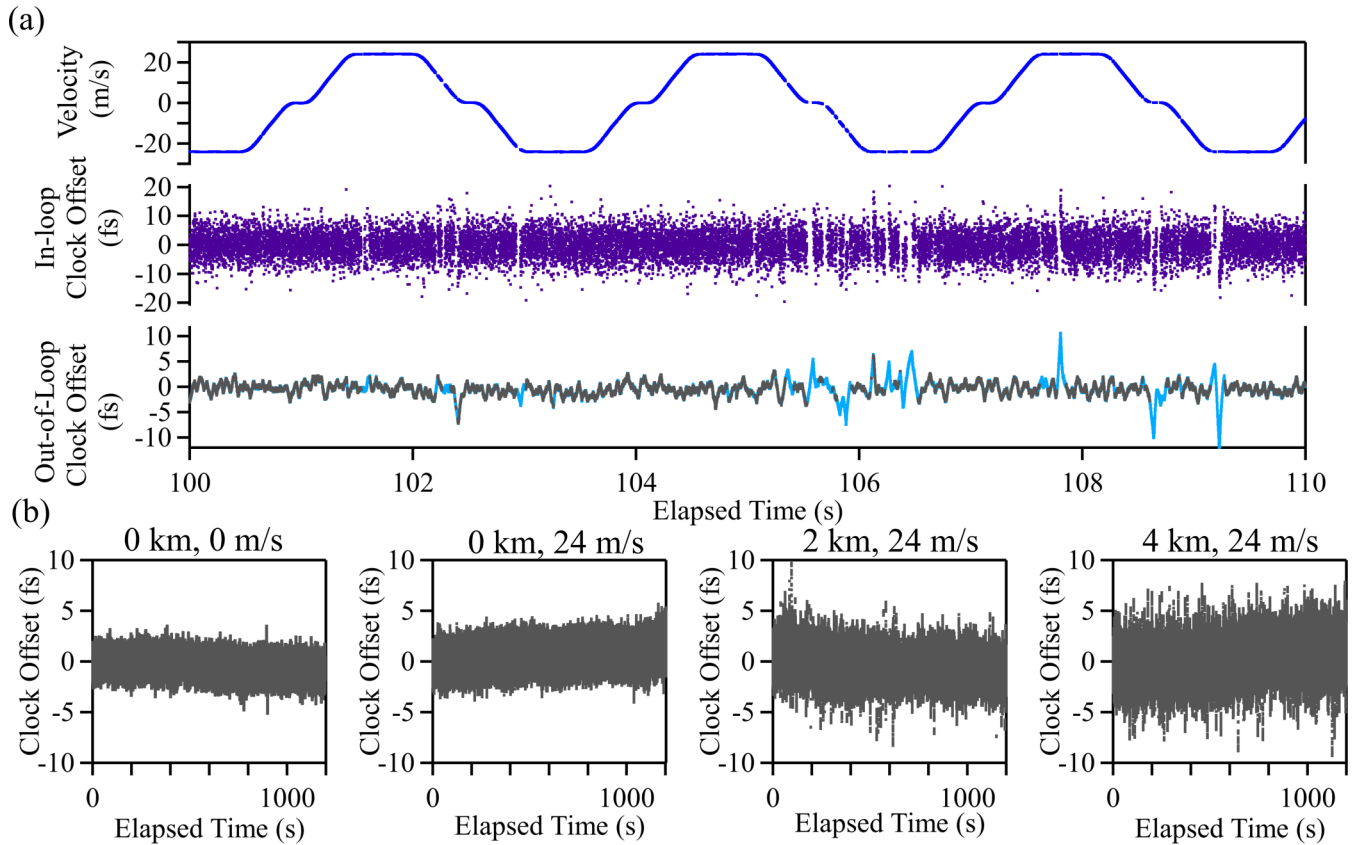 (a)
Velocity
(m/s)
20
0
-20
In-loop
Clock Offset
(fs)
20
10
0
-10
-20
Out-of-Loop
Clock Offset
(fs)
10
5
0
-5
-10
100 102 104 106 108 110
Elapsed Time (s)
(b)
0 km, 0 m/s
Clock Offset (fs)
10
5
0
-5
-10
0 1000
Elapsed Time (s)
0 km, 24 m/s
Clock Offset (fs)
10
5
0
-5
-10
0 1000
Elapsed Time (s)
2 km, 24 m/s
Clock Offset (fs)
10
5
0
-5
-10
0 1000
Elapsed Time (s)
4 km, 24 m/s
Clock Offset (fs)
10
5
0
-5
-10
0 1000
Elapsed Time (s)